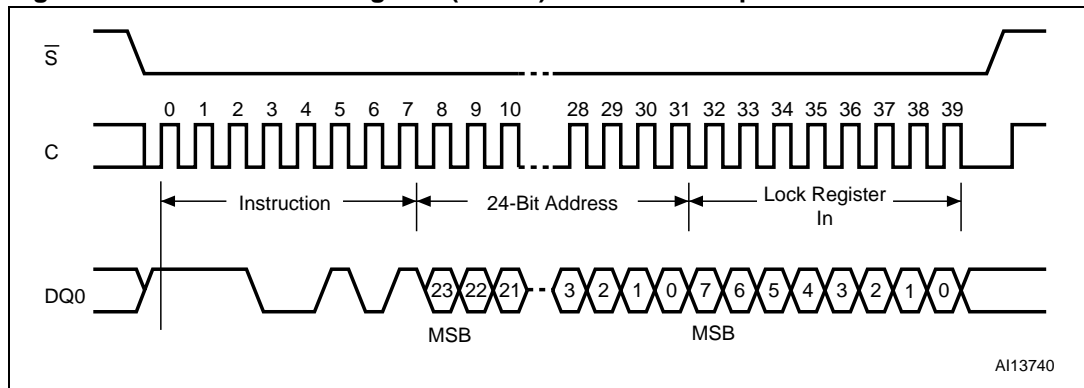 S
0 1 2 3 4 5 6 7 8 9 10 28 29 30 31 32 33 34 35 36 37 38 39
C
Instruction 24-Bit Address Lock Register In
DQ0 23 22 21 3 2 1 0 7 6 5 4 3 2 1 0
MSB MSB
AI13740